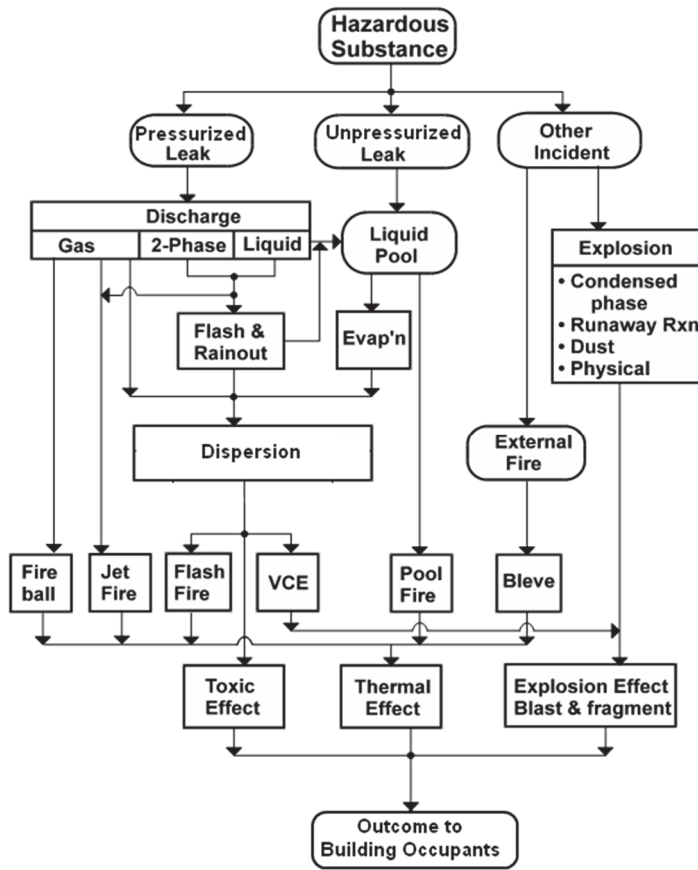 Hazardous
Substance
Pressurized
Leak
Unpressurized
Leak
Other
Incident
Discharge
Gas
2-Phase
Liquid
Liquid
Pool
Explosion
• Condensed
phase
• Runaway Rxn
• Dust
• Physical
Flash &
Rainout
Evap'n
Dispersion
External
Fire
Fire
ball
Jet
Fire
Flash
Fire
VCE
Pool
Fire
Bleve
Toxic
Effect
Thermal
Effect
Explosion Effect
Blast & fragment
Outcome to
Building Occupants